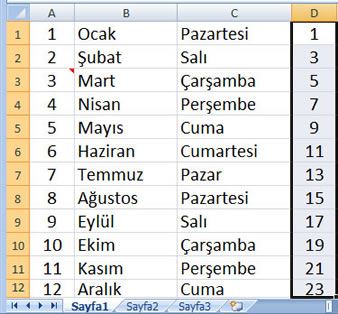 A B C D
1 1 Ocak Pazartesi 1
2 2 Şubat Salı 3
3 3 Mart Çarşamba 5
4 4 Nisan Perşembe 7
5 5 Mayıs Cuma 9
6 6 Haziran Cumartesi 11
7 7 Temmuz Pazar 13
8 8 Ağustos Pazartesi 15
9 9 Eylül Salı 17
10 10 Ekim Çarşamba 19
11 11 Kasım Perşembe 21
12 12 Aralık Cuma 23
Sayfa1 Sayfa2 Sayfa3